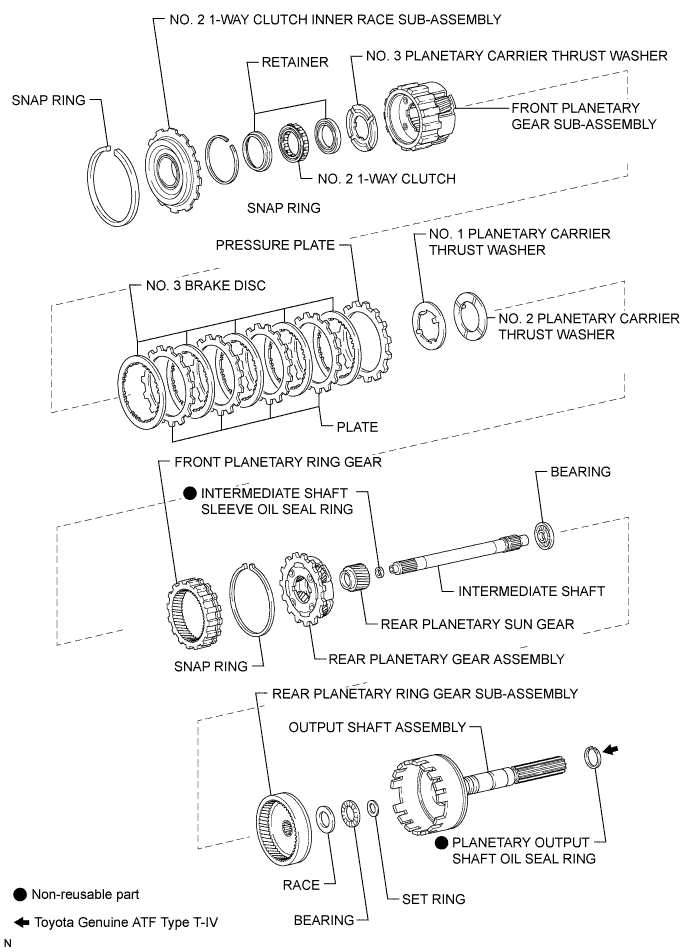 NO. 2 1-WAY CLUTCH INNER RACE SUB-ASSEMBLY
RETAINER
NO. 3 PLANETARY CARRIER THRUST WASHER
SNAP RING
FRONT PLANETARY
GEAR SUB-ASSEMBLY
NO. 2 1-WAY CLUTCH
SNAP RING
NO. 1 PLANETARY CARRIER
THRUST WASHER
PRESSURE PLATE
NO. 3 BRAKE DISC
NO. 2 PLANETARY CARRIER
THRUST WASHER
PLATE
FRONT PLANETARY RING GEAR
BEARING
INTERMEDIATE SHAFT
SLEEVE OIL SEAL RING
INTERMEDIATE SHAFT
REAR PLANETARY SUN GEAR
SNAP RING
REAR PLANETARY GEAR ASSEMBLY
REAR PLANETARY RING GEAR SUB-ASSEMBLY
OUTPUT SHAFT ASSEMBLY
PLANETARY OUTPUT
SHAFT OIL SEAL RING
RACE
SET RING
BEARING
Non-reusable part
Toyota Genuine ATF Type T-IV
N